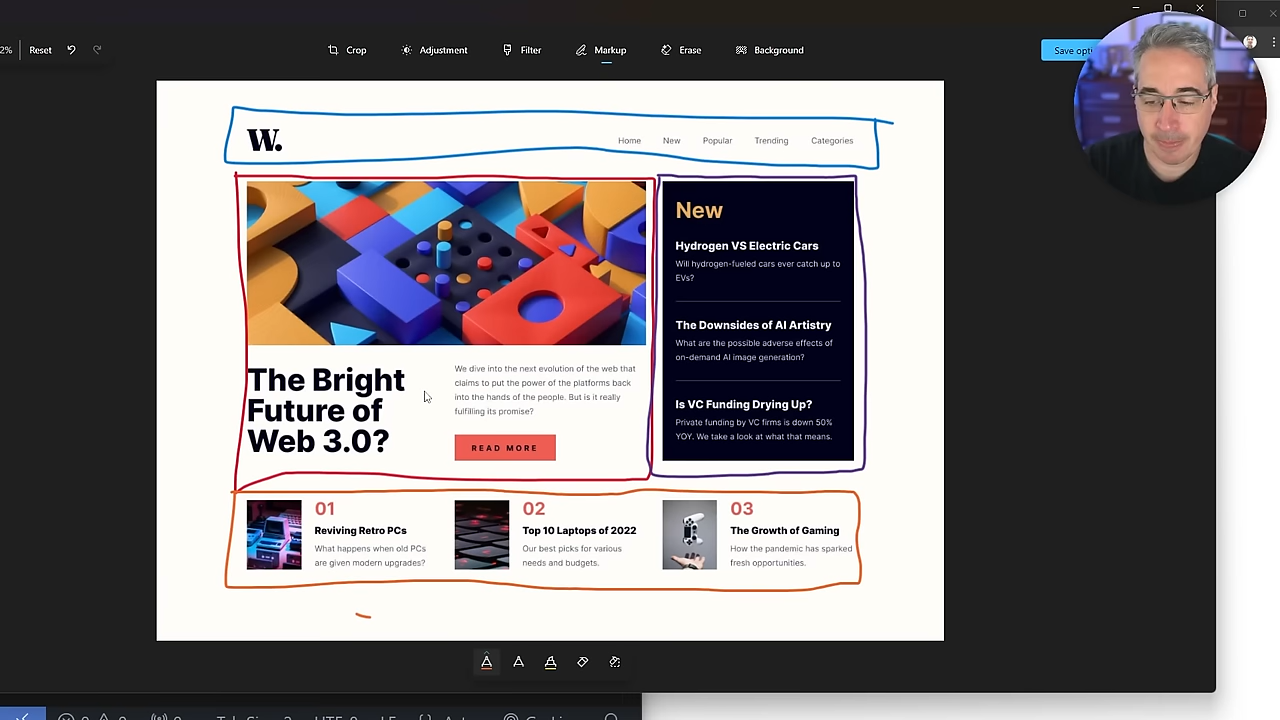 2%
Reset
Crop
Adjustment
Filter
Markup
Erase
Background
W.
Home
New
Popular
Trending
Categories
The Bright
Future of
Web 3.0?
We dive into the next evolution of the web that
claims to put the power of the platforms back
into the hands of the people. But is it really
fulfilling its promise?
READ MORE
New
Hydrogen VS Electric Cars
Will hydrogen-fueled cars ever catch up to
EVs?
The Downsides of AI Artistry
What are the possible adverse effects of
on-demand AI image generation?
Is VC Funding Drying Up?
Private funding by VC firms is down 50%
YOY. We take a look at what that means.
01
Reviving Retro PCs
What happens when old PCs
are given modern upgrades?
02
Top 10 Laptops of 2022
Our best picks for various
needs and budgets.
03
The Growth of Gaming
How the pandemic has sparked
fresh opportunities.